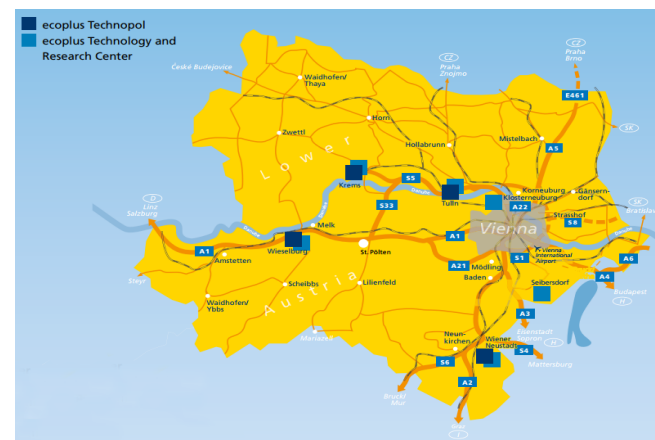 ecoplus Technopol
ecoplus Technology and
Research Center
CZ
Praha
Brno
České Budejovice
CZ
Praha
Znojmo
Waidhofen/
Thaya
E461
Horn
SK
Zwettl
Hollabrunn
Mistelbach
A5
Lower
Krems
S5
Tulln
Korneuburg
Klosterneuburg
Gänsern-
dorf
D
Linz
Salzburg
S33
A22
Strasshof
S8
SK
Bratislava
Donau
Melk
Vienna
A1
Wieselburg
St. Pölten
A1
Amstetten
A21
Mödling
S1
Vienna
International
Airport
A6
Baden
A4
Budapest
H
Steyr
Scheibbs
Lilienfeld
Seibersdorf
Austria
Waidhofen/
Ybbs
A3
Eisenstadt
Sopron
H
Mariazell
Neun-
kirchen
Wiener
Neustadt
S4
Mattersburg
S6
A2
Bruck/
Mur
Graz